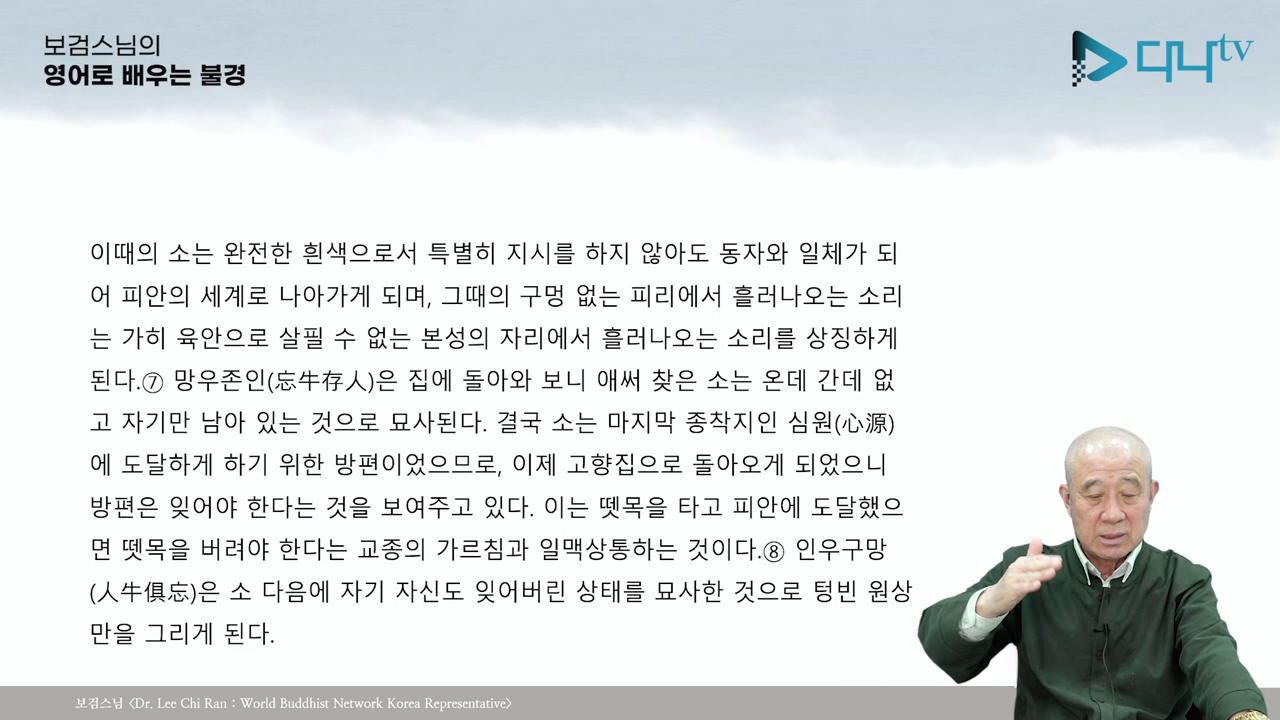 보검스님의
영어로 배우는 불경
디나tv
이때의 소는 완전한 흰색으로서 특별히 지시를 하지 않아도 동자와 일체가 되
어 피안의 세계로 나아가게 되며, 그때의 구멍 없는 피리에서 흘러나오는 소리
는 가히 육안으로 살필 수 없는 본성의 자리에서 흘러나오는 소리를 상징하게
된다.⑦ 망우존인(忘牛存人)은 집에 돌아와 보니 애써 찾은 소는 온데 간데 없
고 자기만 남아 있는 것으로 묘사된다. 결국 소는 마지막 종착지인 심원(心源)
에 도달하게 하기 위한 방편이었으므로, 이제 고향집으로 돌아오게 되었으니
방편은 잊어야 한다는 것을 보여주고 있다. 이는 뗏목을 타고 피안에 도달했으
면 뗏목을 버려야 한다는 교종의 가르침과 일맥상통하는 것이다.⑧ 인우구망
(人牛俱忘)은 소 다음에 자기 자신도 잊어버린 상태를 묘사한 것으로 텅빈 원상
만을 그리게 된다.
보검스님 <Dr. Lee Chi Ran : World Buddhist Network Korea Representative>